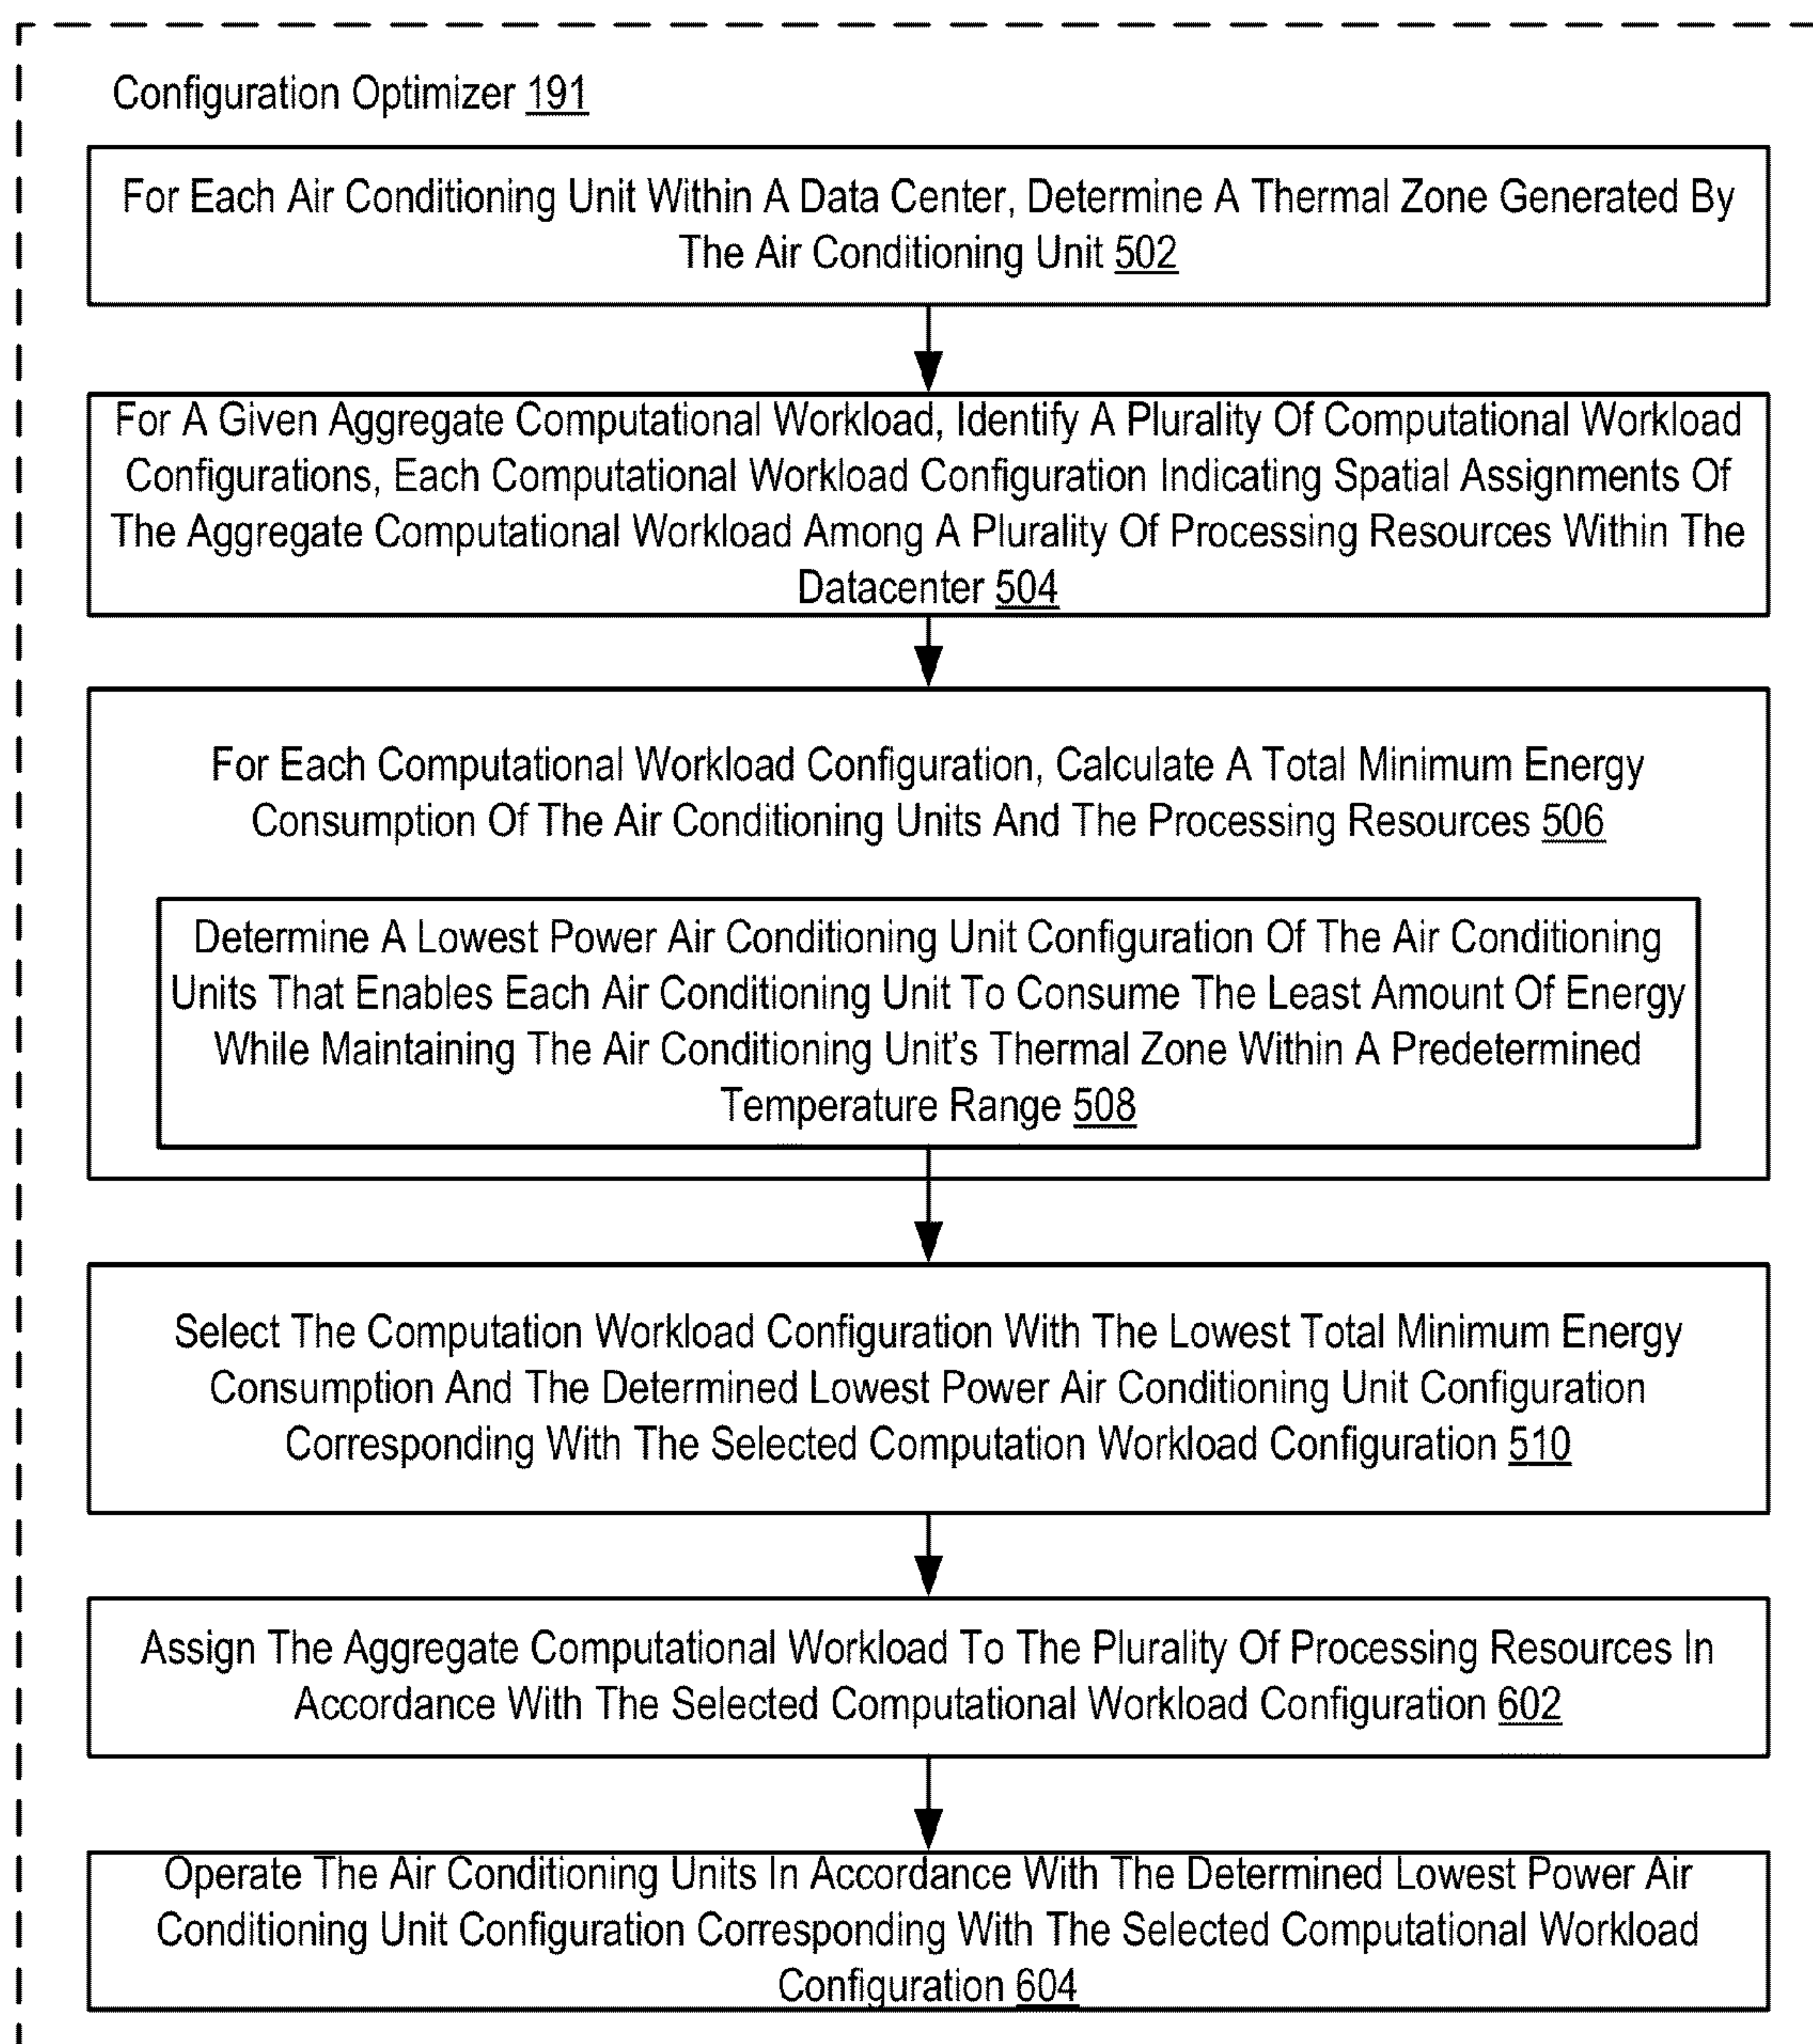 Configuration Optimizer 191
For Each Air Conditioning Unit Within A Data Center, Determine A Thermal Zone Generated By
The Air Conditioning Unit 502
For A Given Aggregate Computational Workload, Identify A Plurality Of Computational Workload
Configurations, Each Computational Workload Configuration Indicating Spatial Assignments Of
The Aggregate Computational Workload Among A Plurality Of Processing Resources Within The
Datacenter 504
For Each Computational Workload Configuration, Calculate A Total Minimum Energy
Consumption Of The Air Conditioning Units And The Processing Resources 506
Determine A Lowest Power Air Conditioning Unit Configuration Of The Air Conditioning
Units That Enables Each Air Conditioning Unit To Consume The Least Amount Of Energy
While Maintaining The Air Conditioning Unit's Thermal Zone Within A Predetermined
Temperature Range 508
Select The Computation Workload Configuration With The Lowest Total Minimum Energy
Consumption And The Determined Lowest Power Air Conditioning Unit Configuration
Corresponding With The Selected Computation Workload Configuration 510
Assign The Aggregate Computational Workload To The Plurality Of Processing Resources In
Accordance With The Selected Computational Workload Configuration 602
Operate The Air Conditioning Units In Accordance With The Determined Lowest Power Air
Conditioning Unit Configuration Corresponding With The Selected Computational Workload
Configuration 604